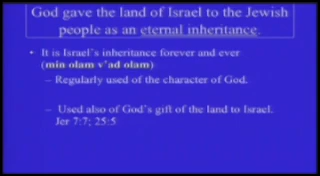 God gave the land of Israel to the Jewish
people as an eternal inheritance.
• It is Israel's inheritance forever and ever
(min olam v'ad olam)
– Regularly used of the character of God.
– Used also of God's gift of the land to Israel.
Jer 7:7; 25:5